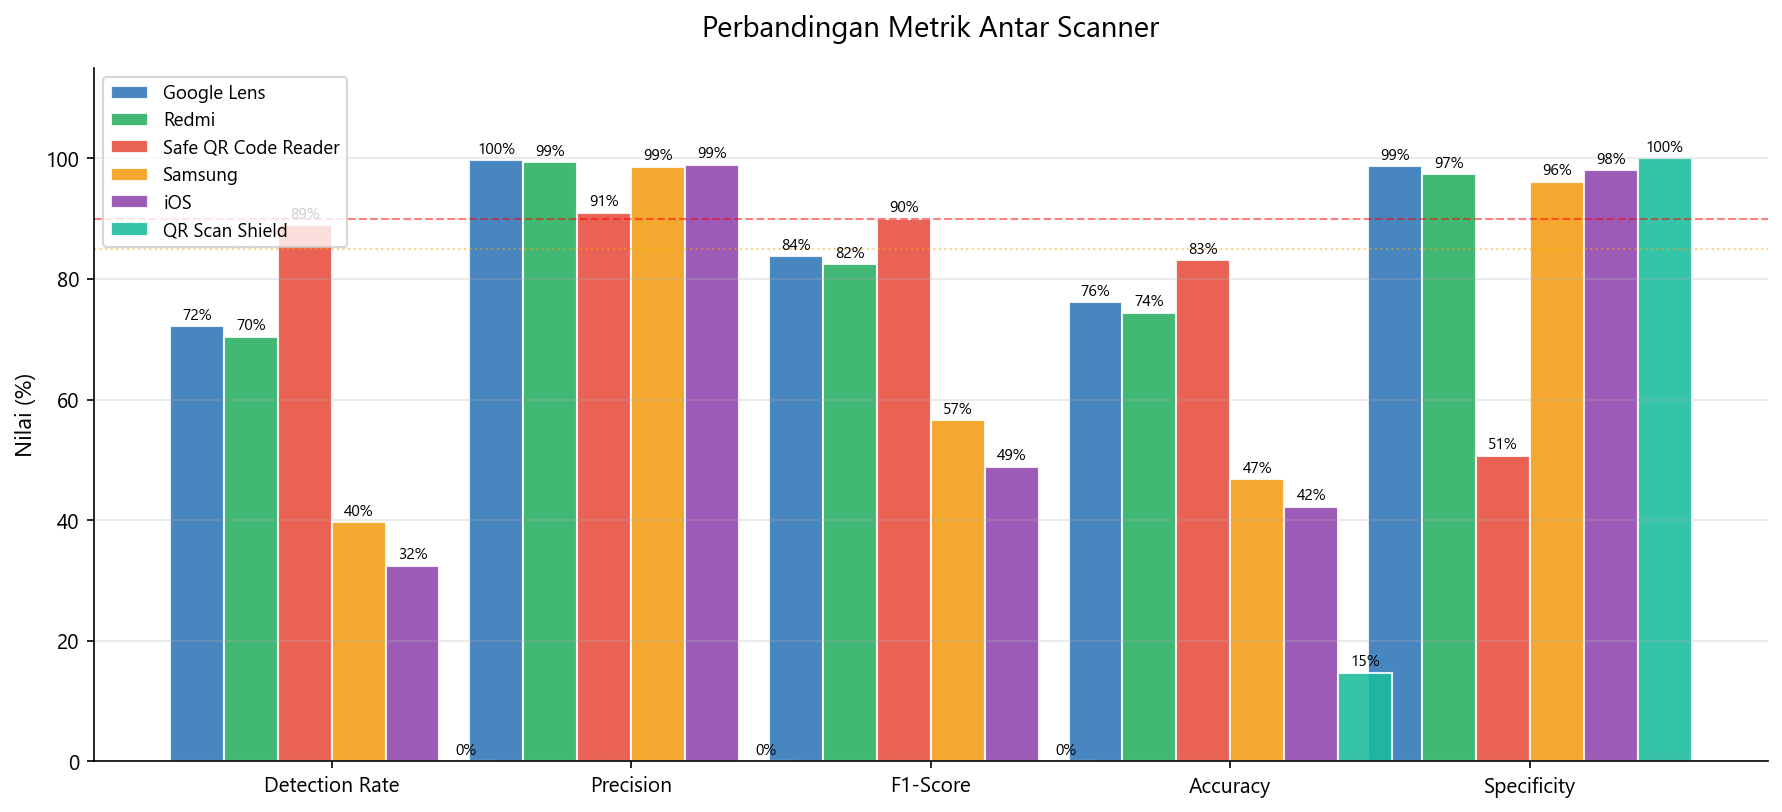 Perbandingan Metrik Antar Scanner
Google Lens
Redmi
Safe QR Code Reader
Samsung
iOS
QR Scan Shield
Nilai (%)
100
80
60
40
20
0
72%
70%
89%
40%
32%
0%
100%
99%
91%
99%
99%
0%
84%
82%
90%
57%
49%
0%
76%
74%
83%
47%
42%
15%
99%
97%
51%
96%
98%
100%
Detection Rate
Precision
F1-Score
Accuracy
Specificity